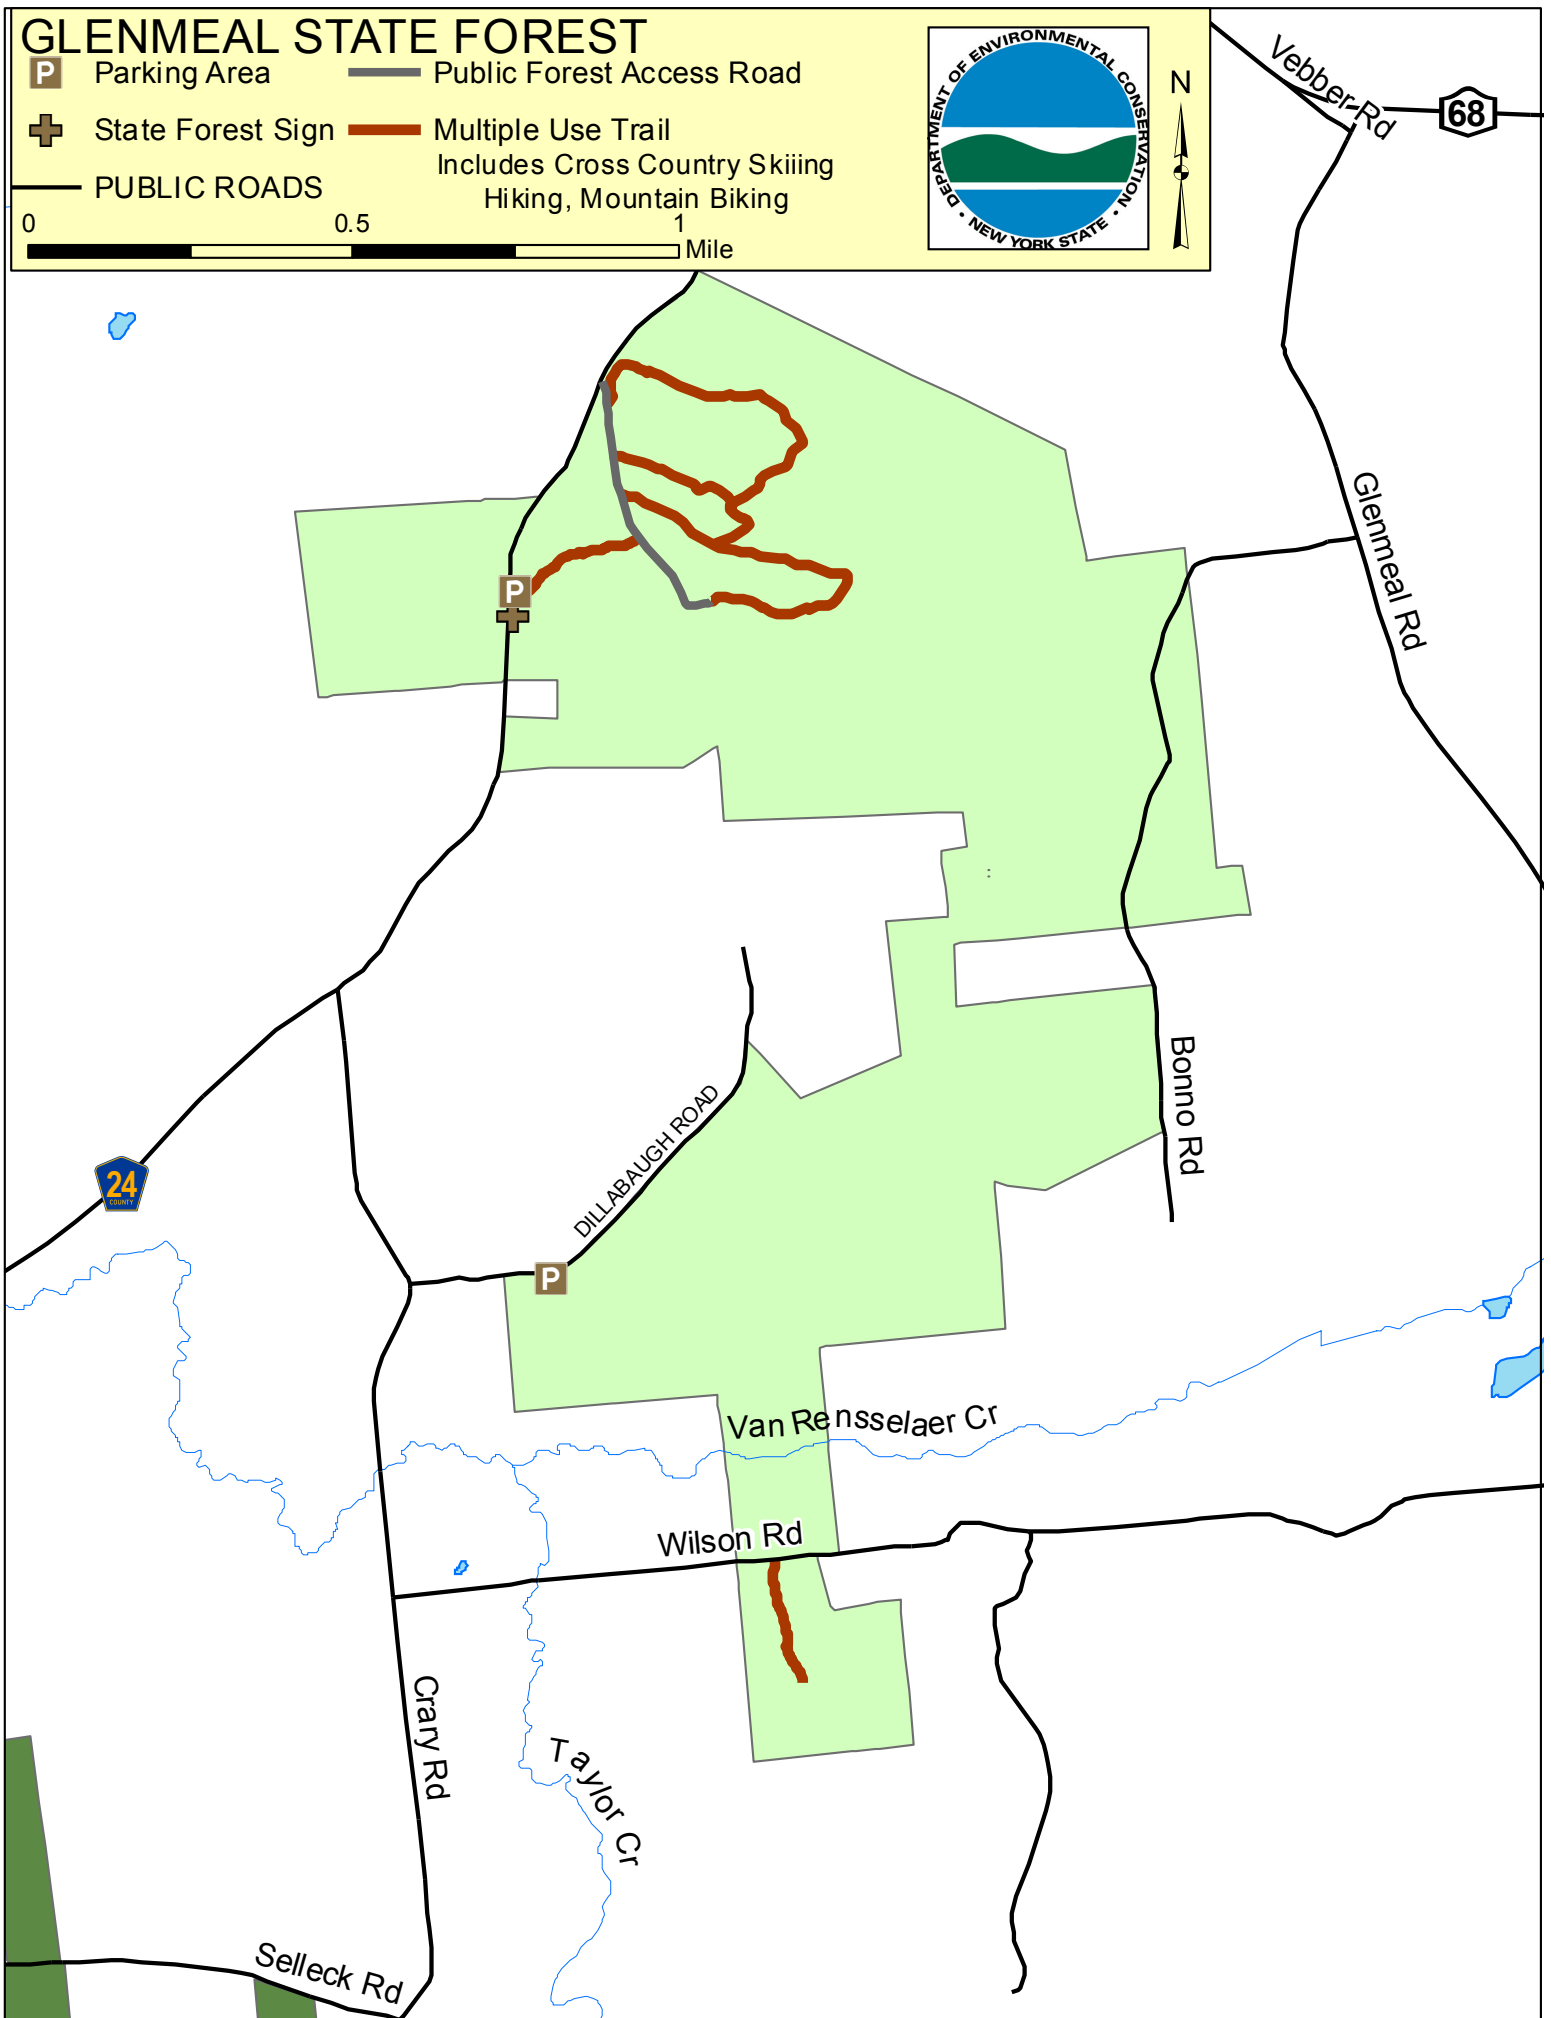 GLENMEAL STATE FOREST
P Parking Area
Public Forest Access Road
State Forest Sign
Multiple Use Trail
Includes Cross Country Skiiing
Hiking, Mountain Biking
PUBLIC ROADS
0 0.5 1
Mile
DEPARTMENT OF ENVIRONMENTAL CONSERVATION
• NEW YORK STATE •
N
Vebber Rd
68
Glenmeal Rd
P
Bonno Rd
DILLABAUGH ROAD
24
COUNTY
P
Van Rensselaer Cr
Wilson Rd
Crary Rd
Taylor Cr
Selleck Rd